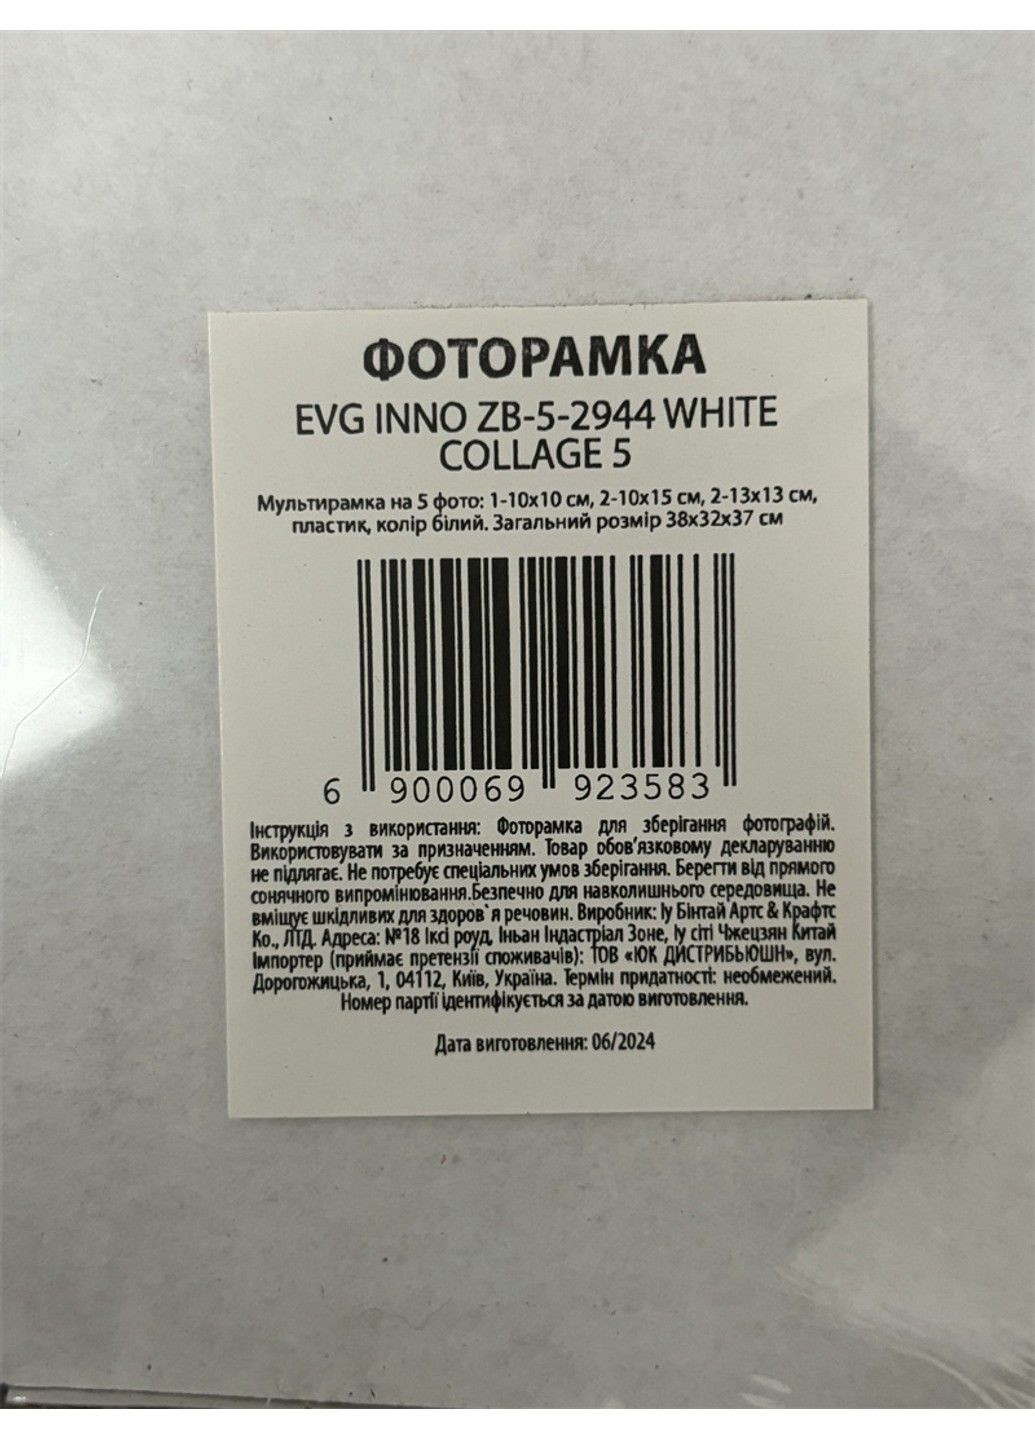 ФОТОРАМКА
EVG INNO ZB-5-2944 WHITE
COLLAGE 5
Мультирамка на 5 фото: 1-10х10 см, 2-10х15 см, 2-13х13 см,
пластик, колір білий. Загальний розмір 38х32х37 см
6 900069 923583
Інструкція з використання: Фоторамка для зберігання фотографій.
Використовувати за призначенням. Товар обов'язковому декларуванню
не підлягає. Не потребує спеціальних умов зберігання. Берегти від прямого
сонячного випромінювання.Безпечно для навколишнього середовища. Не
вміщує шкідливих для здоров`я речовин. Виробник: Іу Бінтай Артс & Крафтс
Ко., ЛТД. Адреса: №18 Іксі роуд, Іньан Індастріал Зоне, Іу сіті Чжецзян Китай
Імпортер (приймає претензії споживачів): ТОВ «ЮК ДИСТРИБЬЮШН», вул.
Дорогожицька, 1, 04112, Київ, Україна. Термін придатності: необмежений.
Номер партії ідентифікується за датою виготовлення.
Дата виготовлення: 06/2024